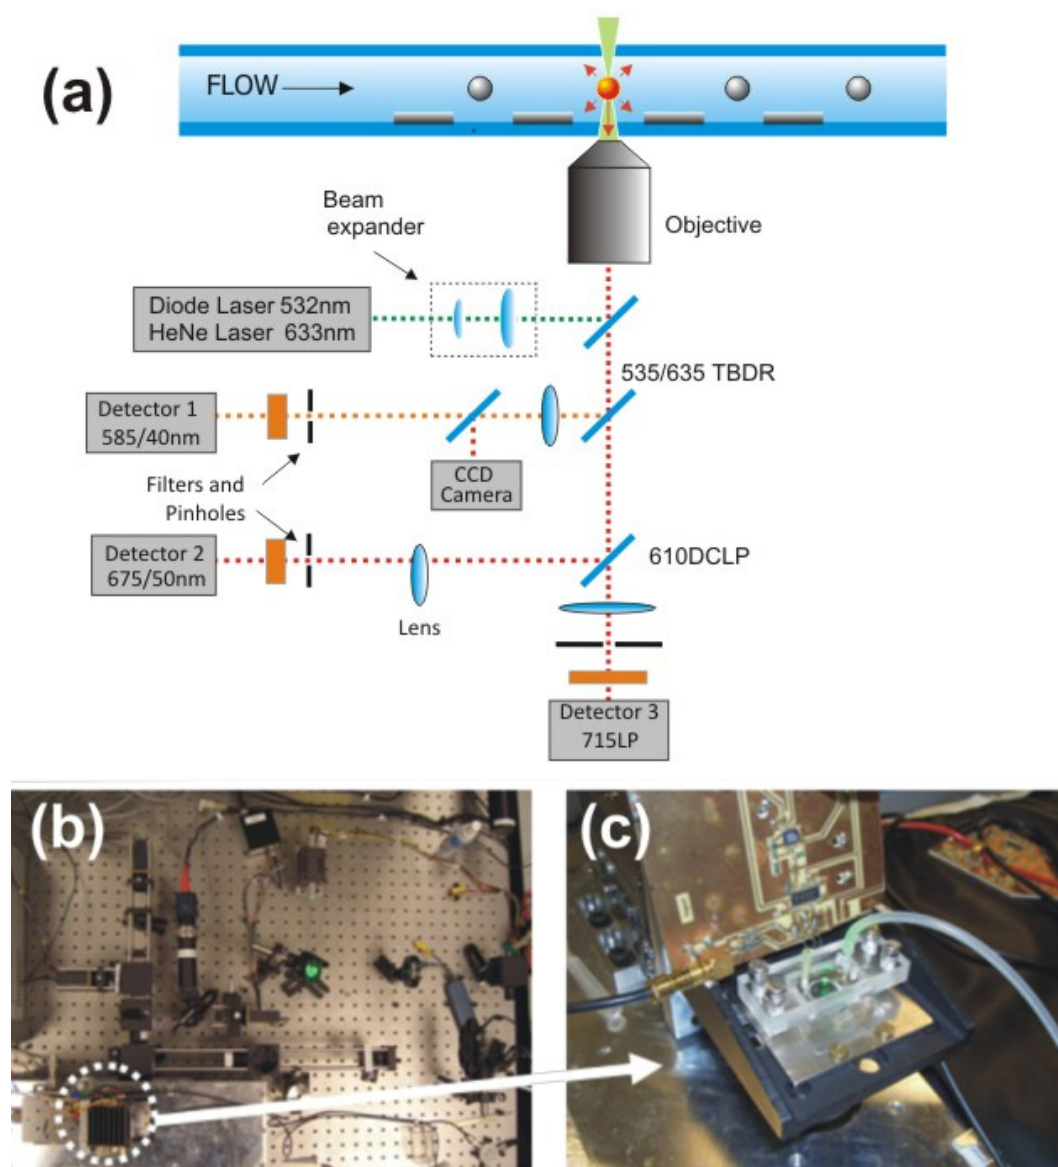 (a)
FLOW
Beam
expander
Objective
Diode Laser 532nm
HeNe Laser 633nm
535/635 TBDR
Detector 1
585/40nm
CCD
Camera
Filters and
Pinholes
Detector 2
675/50nm
610DCLP
Lens
Detector 3
715LP
(b)
(c)